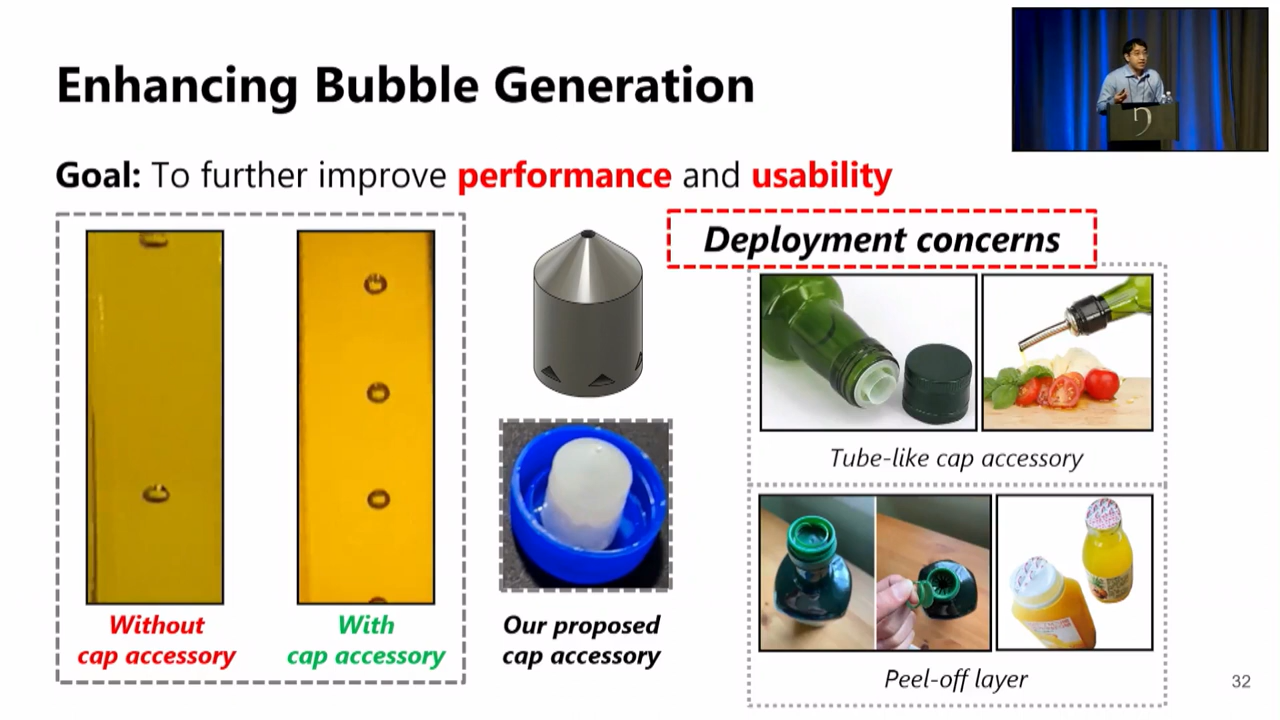 Enhancing Bubble Generation
Goal: To further improve performance and usability
Deployment concerns
Tube-like cap accessory
Without
cap accessory
With
cap accessory
Our proposed
cap accessory
Peel-off layer
32